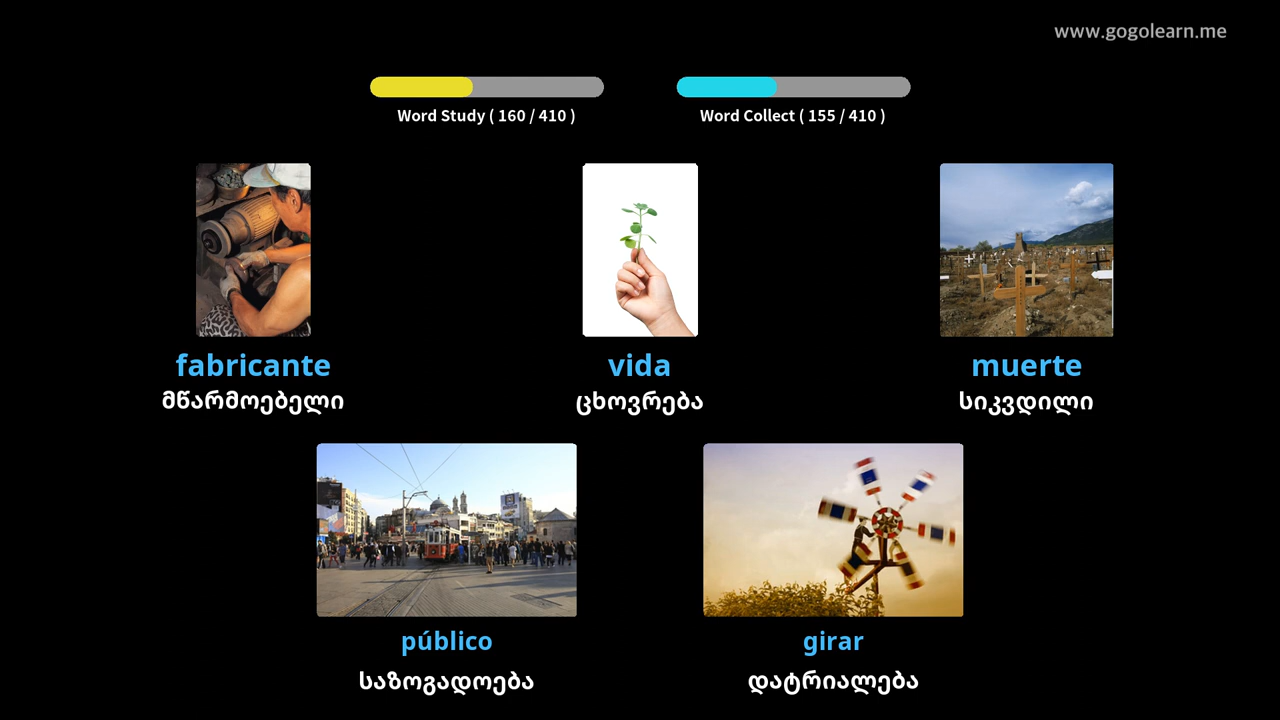 www.gogolearn.me
Word Study ( 160 / 410 )
Word Collect ( 155 / 410 )
fabricante
მწარმოებელი
vida
ცხოვრება
muerte
სიკვდილი
público
საზოგადოება
girar
დატრიალება